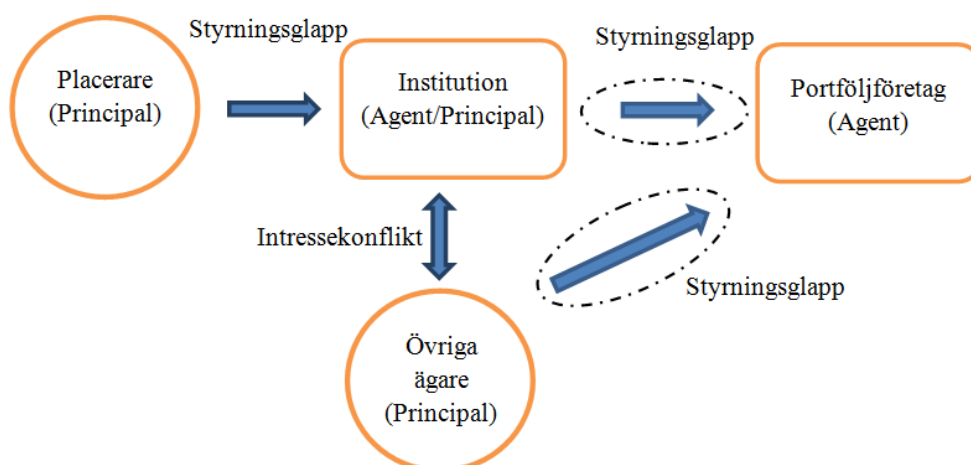 Styrningsglapp
Styrningsglapp
Placerare
(Principal)
Institution
(Agent/Principal)
Portföljföretag
(Agent)
Intressekonflikt
Styrningsglapp
Övriga
ägare
(Principal)